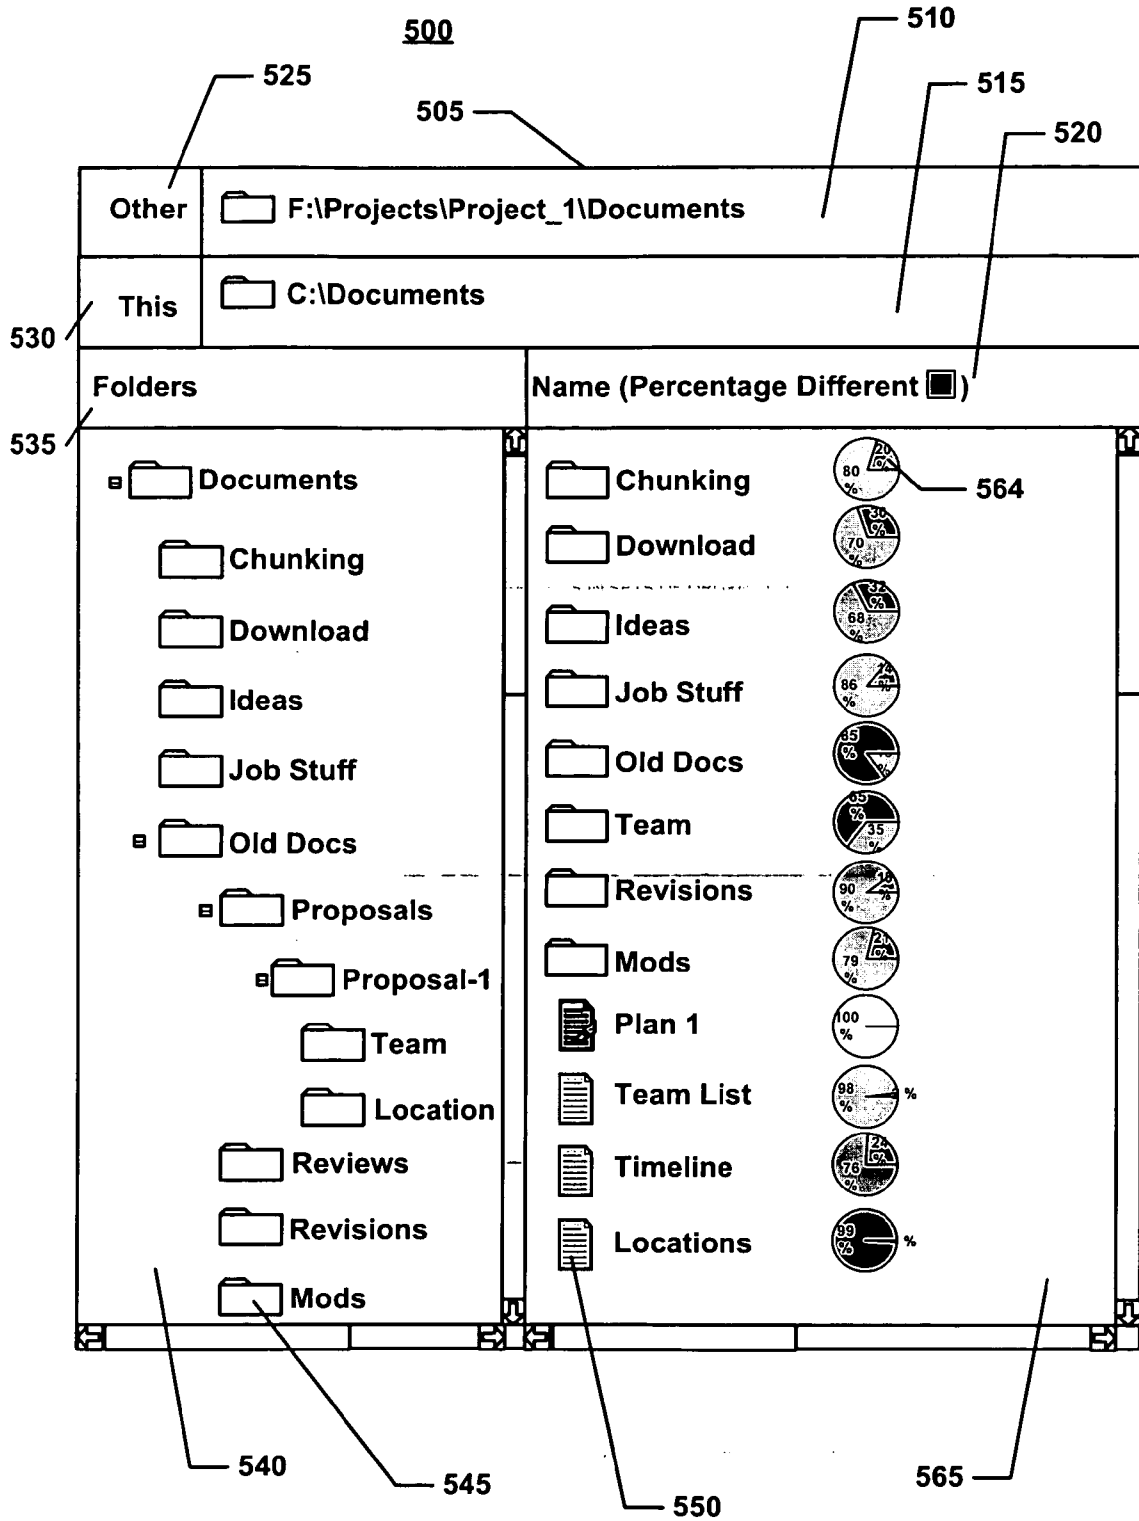 500
510
525
515
505
520
Other F:\Projects\Project_1\Documents
This C:\Documents
530
Folders Name (Percentage Different )
535
Documents Chunking 20 % 80 %
564
Chunking Download 30 % 70 %
Download Ideas 32 % 68 %
Ideas Job Stuff 14 % 86 %
Job Stuff Old Docs 85 % %
Old Docs Team 65 % 35 %
Proposals Revisions 90 % %
Proposal-1 Mods 21 % 79 %
Team Plan 1 100 %
Location Team List 98 % %
Reviews Timeline 24 % 76 %
Revisions Locations 99 % %
Mods
540
545
550
565